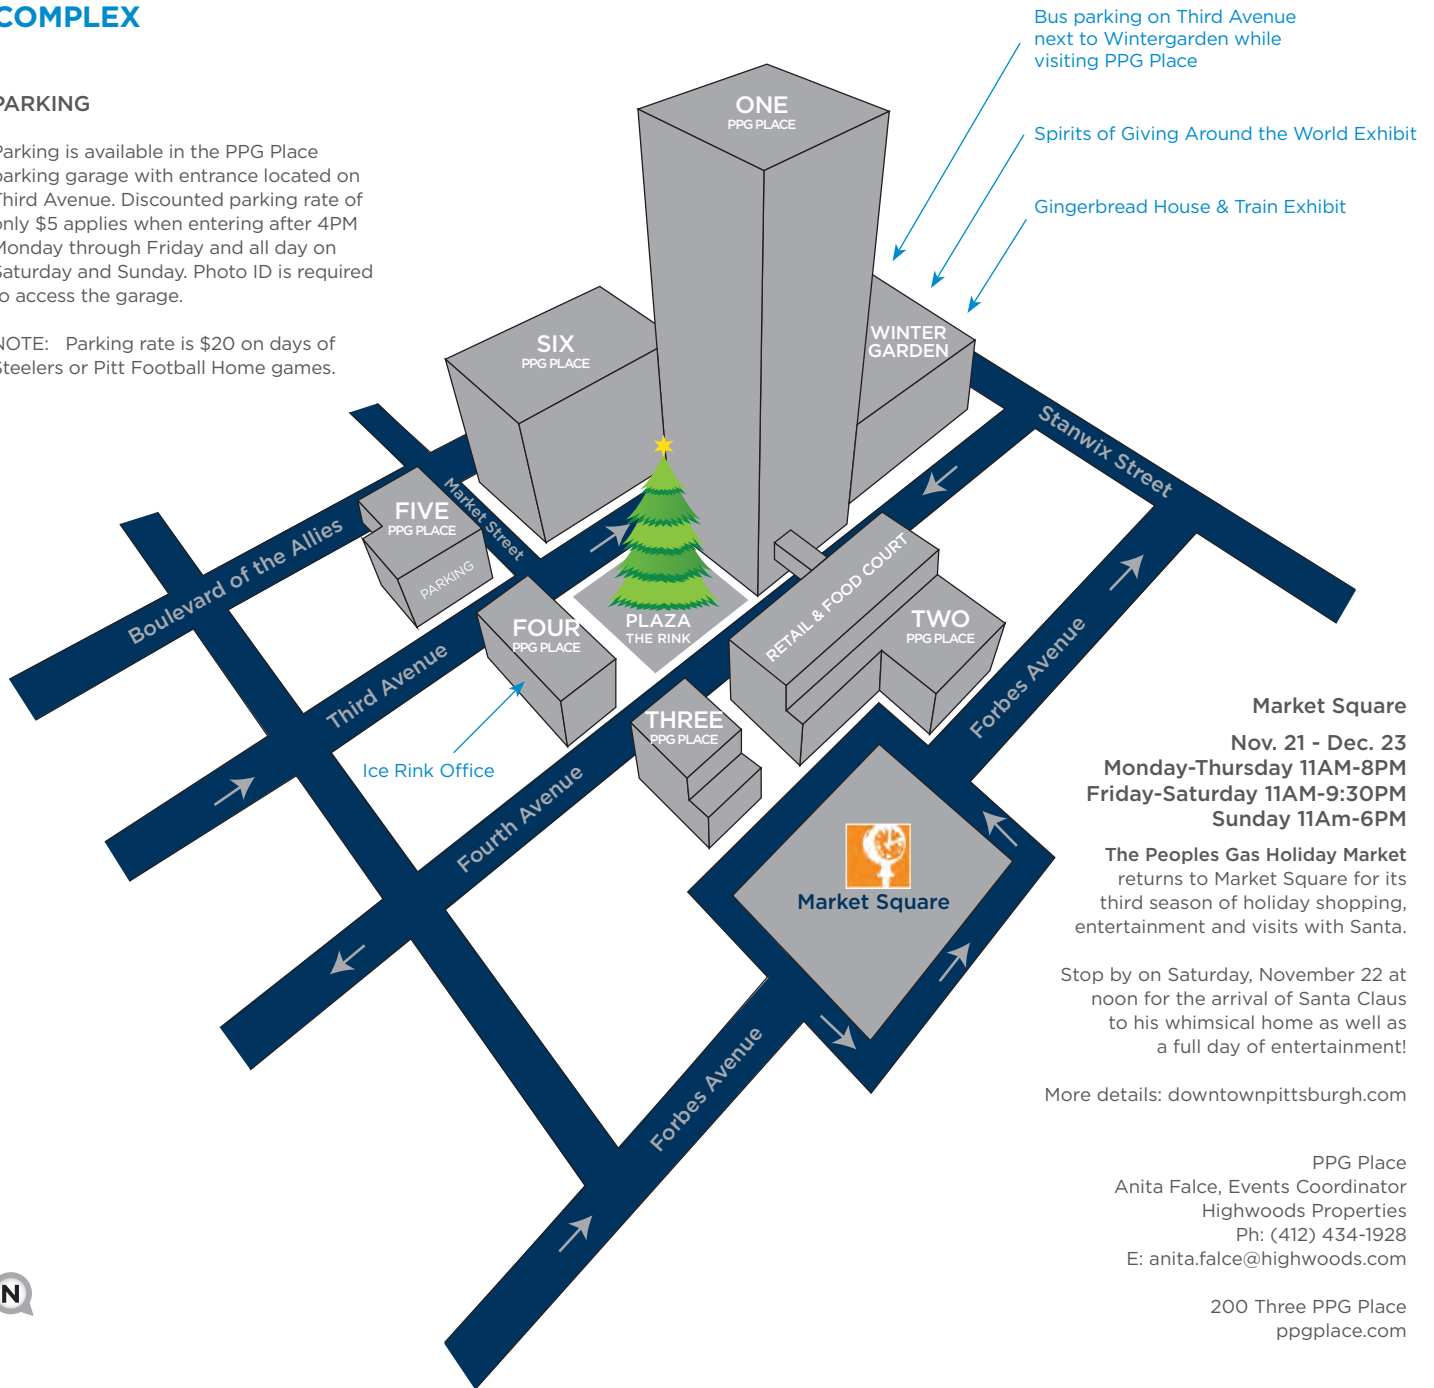 COMPLEX
PARKING
Parking is available in the PPG Place
parking garage with entrance located on
Third Avenue. Discounted parking rate of
only $5 applies when entering after 4PM
Monday through Friday and all day on
Saturday and Sunday. Photo ID is required
to access the garage.
NOTE: Parking rate is $20 on days of
Steelers or Pitt Football Home games.
Bus parking on Third Avenue
next to Wintergarden while
visiting PPG Place
Spirits of Giving Around the World Exhibit
Gingerbread House & Train Exhibit
ONE
PPG PLACE
WINTER
GARDEN
SIX
PPG PLACE
Stanwix Street
Market Street
FIVE
PPG PLACE
PARKING
Boulevard of the Allies
FOUR
PPG PLACE
PLAZA
THE RINK
RETAIL & FOOD COURT
TWO
PPG PLACE
Third Avenue
Forbes Avenue
THREE
PPG PLACE
Ice Rink Office
Fourth Avenue
Market Square
Forbes Avenue
Market Square
Nov. 21 - Dec. 23
Monday-Thursday 11AM-8PM
Friday-Saturday 11AM-9:30PM
Sunday 11Am-6PM
The Peoples Gas Holiday Market
returns to Market Square for its
third season of holiday shopping,
entertainment and visits with Santa.
Stop by on Saturday, November 22 at
noon for the arrival of Santa Claus
to his whimsical home as well as
a full day of entertainment!
More details: downtownpittsburgh.com
PPG Place
Anita Falce, Events Coordinator
Highwoods Properties
Ph: (412) 434-1928
E: anita.falce@highwoods.com
200 Three PPG Place
ppgplace.com
N